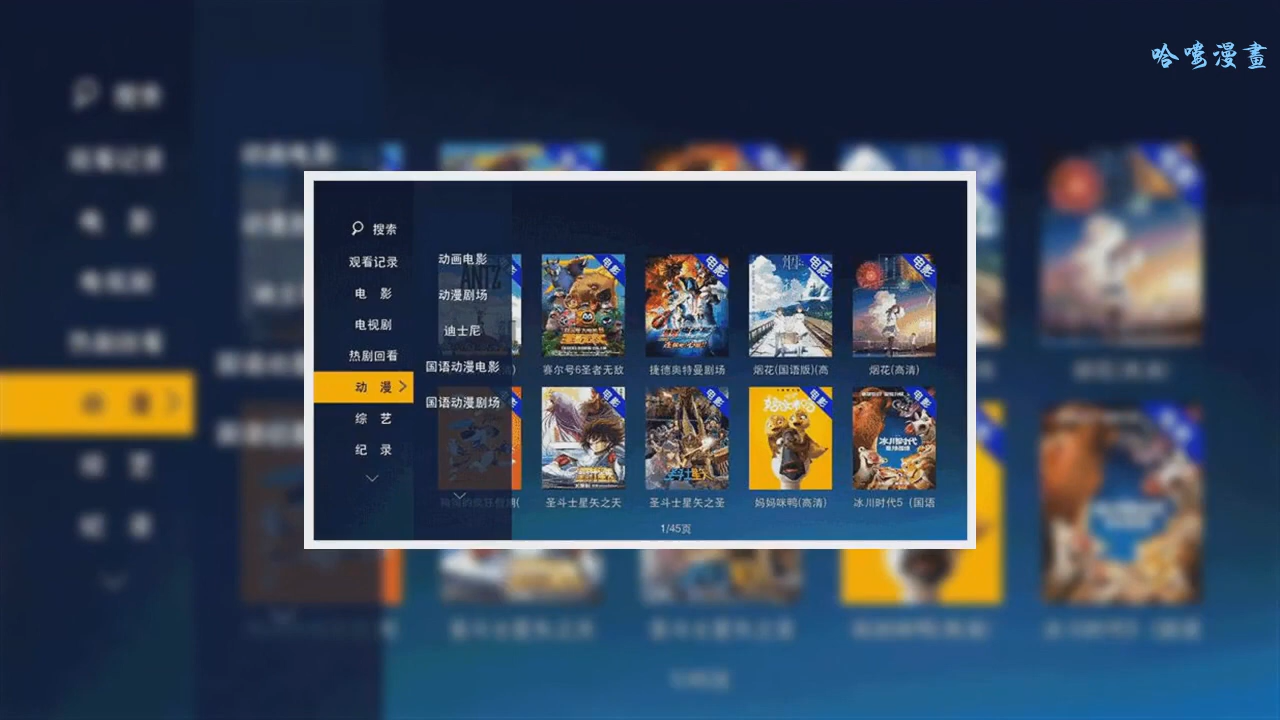 哈嘍漫畫
搜索
观看记录
电 影
电视剧
热剧回看
动 漫
综 艺
纪 录
动画电影
动漫剧场
迪士尼
国语动漫电影
国语动漫剧场
ANTZ
电影
电影
电影
电影
赛尔号6圣者无敌
捷德奥特曼剧场
烟花(国语版)(高
烟花(高清)
电影
电影
电影
电影
冰川时代
圣斗士星矢之天
圣斗士星矢之圣
妈妈咪鸭(高清)
冰川时代5（国语
1/45页